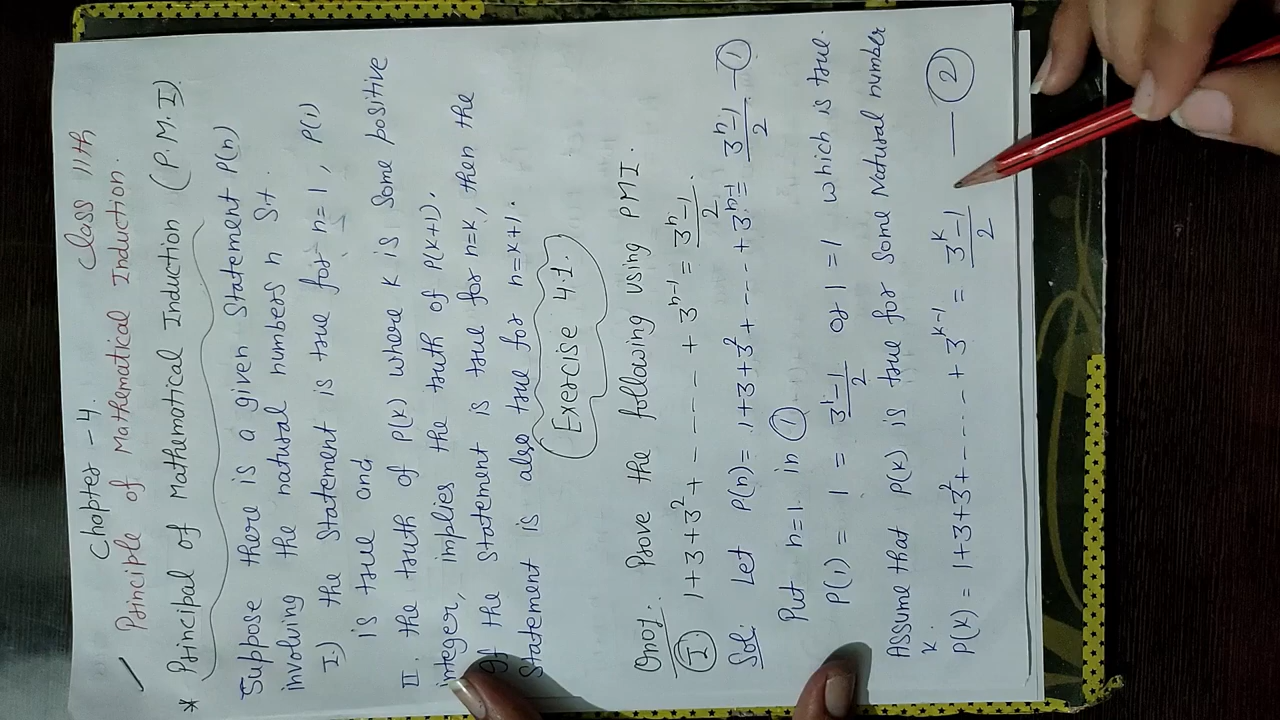 Chapter - 4. Class 11th
Principle of Mathematical Induction.
* Principal of Mathematical Induction (P.M.I)
Suppose there is a given Statement P(n)
involving the natural numbers n St.
I.) the Statement is true for n=1, P(1)
is true and
II. the truth of P(k) where k is Some positive
integer, implies the truth of P(k+1).
If the Statement is true for n=k, then the
Statement is also true for n=k+1.
(Exercise 4.1.)
Prove the following using PMI.
① 1+3+3²+ - - - - + 3ⁿ⁻¹ = 3ⁿ-1/2.
Sol. Let P(n) = 1+3+3²+ - - - - +3ⁿ⁻¹ = 3ⁿ-1/2 - ①
Put n=1 in ①
P(1) = 1 = 3¹-1/2 or 1 = 1 which is true.
Assume that P(k) is true for Some Natural number
k.
P(k) = 1+3+3²+ - - - - + 3ᵏ⁻¹ = 3ᵏ-1/2 — ②